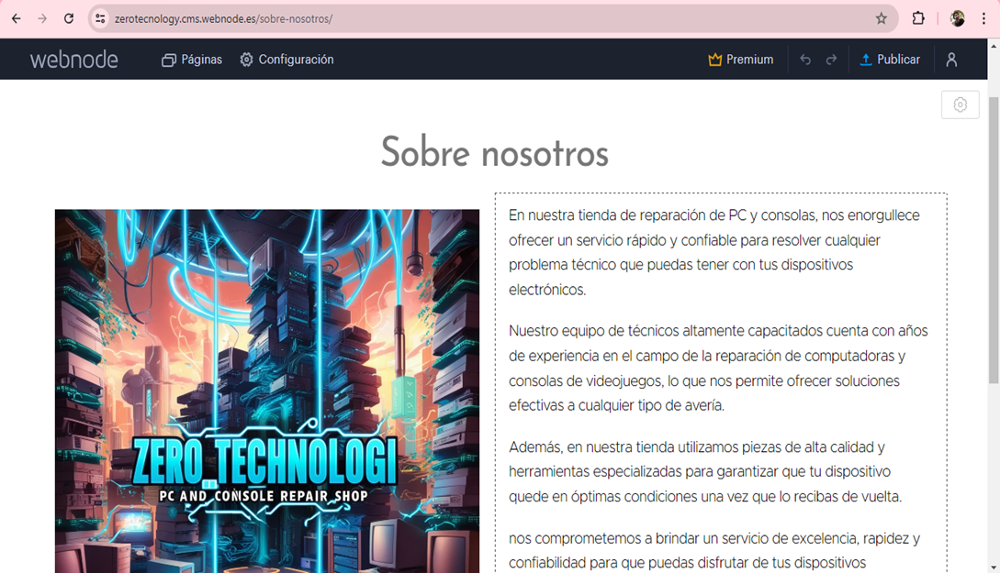 zerotecnology.cms.webnode.es/sobre-nosotros/
webnode
Páginas
Configuración
Premium
Publicar
Sobre nosotros
ZERO TECHNOLOGI
PC AND CONSOLE REPAIR SHOP
En nuestra tienda de reparación de PC y consolas, nos enorgullece
ofrecer un servicio rápido y confiable para resolver cualquier
problema técnico que puedas tener con tus dispositivos
electrónicos.
Nuestro equipo de técnicos altamente capacitados cuenta con años
de experiencia en el campo de la reparación de computadoras y
consolas de videojuegos, lo que nos permite ofrecer soluciones
efectivas a cualquier tipo de avería.
Además, en nuestra tienda utilizamos piezas de alta calidad y
herramientas especializadas para garantizar que tu dispositivo
quede en óptimas condiciones una vez que lo recibas de vuelta.
nos comprometemos a brindar un servicio de excelencia, rapidez y
confiabilidad para que puedas disfrutar de tus dispositivos